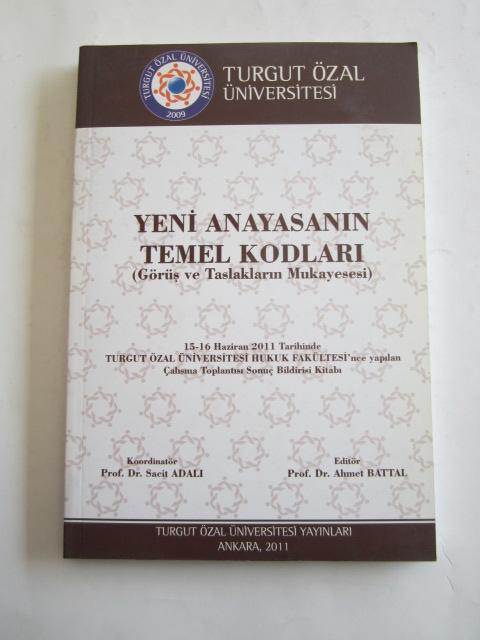 TURGUT ÖZAL ÜNİVERSİTESİ
2009
TURGUT ÖZAL
ÜNİVERSİTESİ
YENİ ANAYASANIN
TEMEL KODLARI
(Görüş ve Taslakların Mukayesesi)
15-16 Haziran 2011 Tarihinde
TURGUT ÖZAL ÜNİVERSİTESİ HUKUK FAKÜLTESİ'nce yapılan
Çalışma Toplantısı Sonuç Bildirisi Kitabı
Koordinatör
Prof. Dr. Sacit ADALI
Editör
Prof. Dr. Ahmet BATTAL
TURGUT ÖZAL ÜNİVERSİTESİ YAYINLARI
ANKARA, 2011